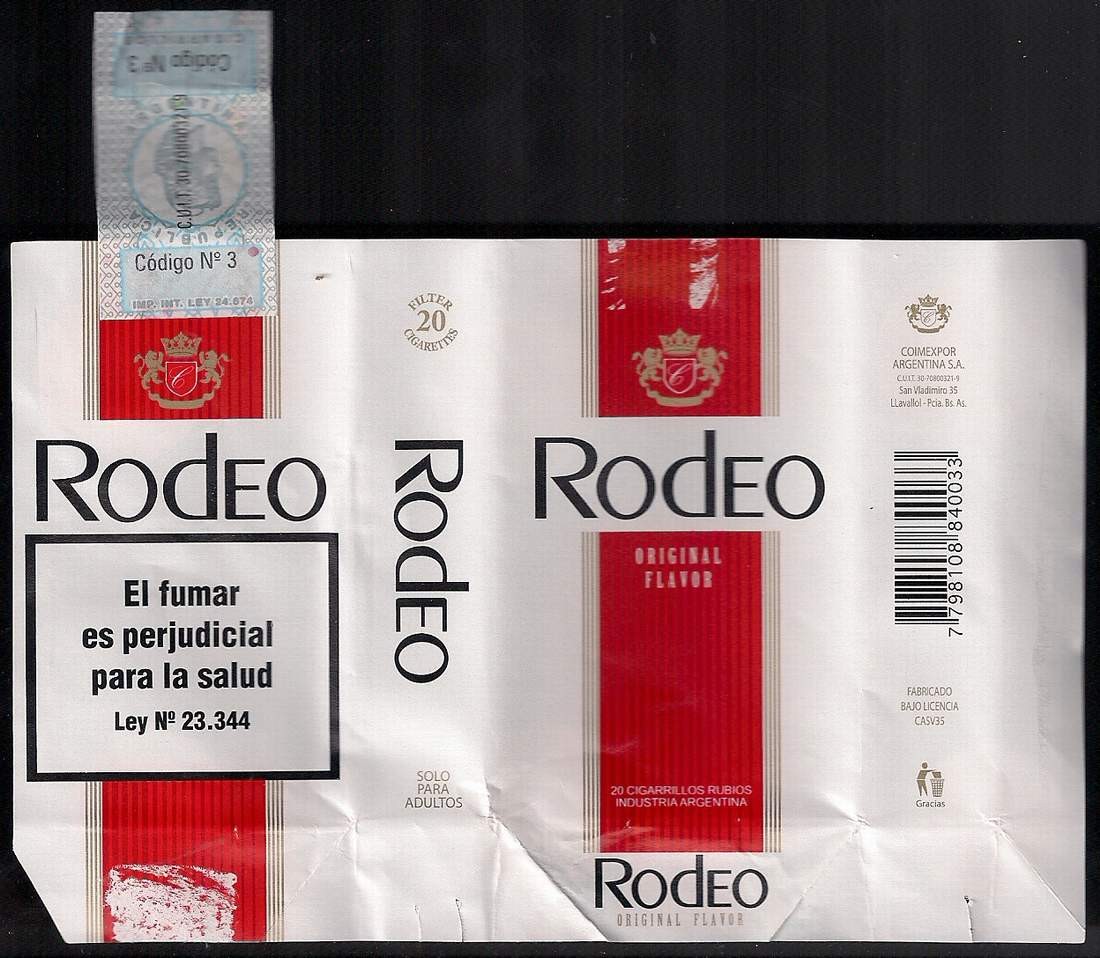 Código Nº 3
REPUBLICA
C.U.I.T. 30-70800321-9
Código Nº 3
IMP. INT. LEY 24.674
C
RODEO
El fumar
es perjudicial
para la salud
Ley Nº 23.344
FILTER
20
CIGARETTES
RODEO
SOLO
PARA
ADULTOS
C
RODEO
ORIGINAL
FLAVOR
20 CIGARRILLOS RUBIOS
INDUSTRIA ARGENTINA
RODEO
ORIGINAL FLAVOR
C
COIMEXPOR
ARGENTINA S.A.
C.U.I.T. 30-70800321-9
San Vladimiro 35
LLavallol - Pcia. Bs. As.
7 798108 840033
FABRICADO
BAJO LICENCIA
CASV35
Gracias